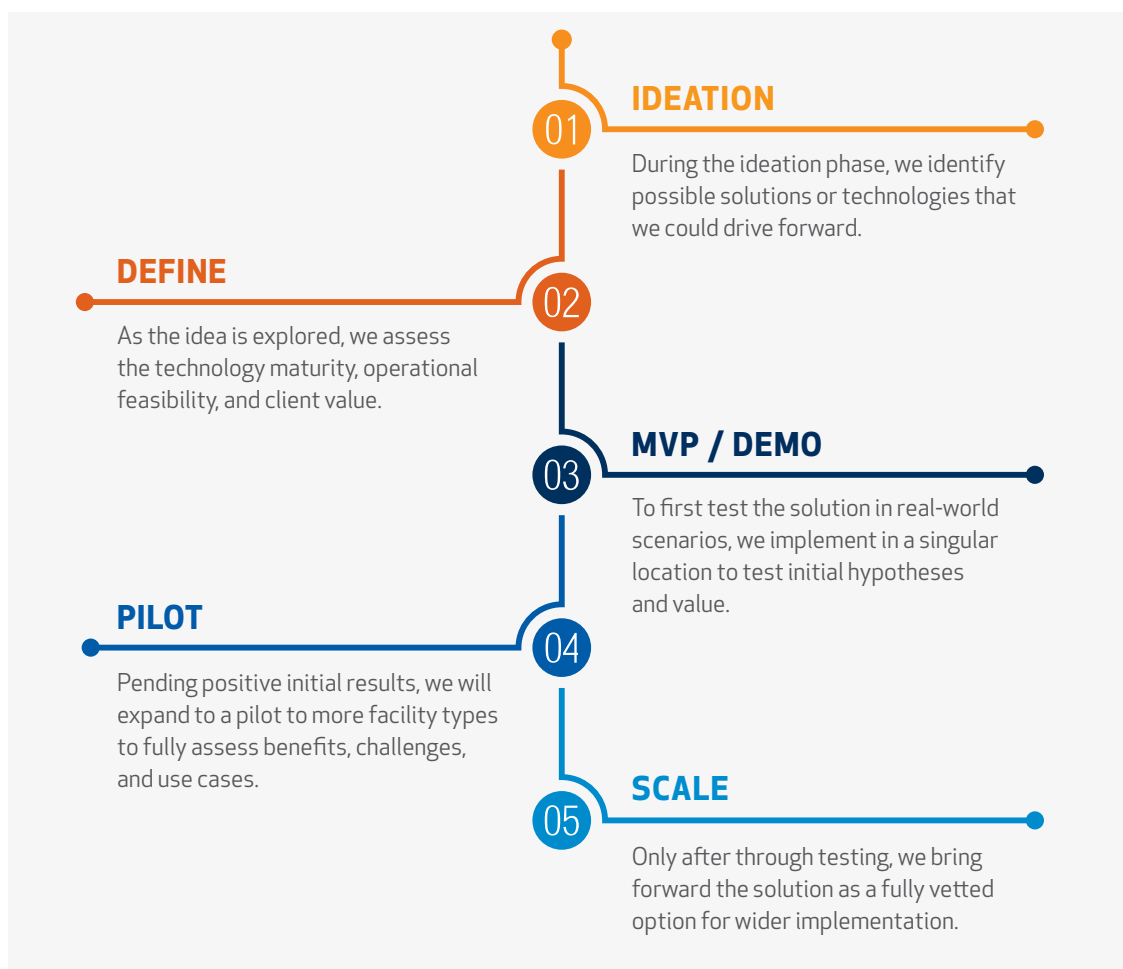 01
IDEATION
During the ideation phase, we identify
possible solutions or technologies that
we could drive forward.
DEFINE
02
As the idea is explored, we assess
the technology maturity, operational
feasibility, and client value.
03
MVP / DEMO
To first test the solution in real-world
scenarios, we implement in a singular
location to test initial hypotheses
and value.
PILOT
04
Pending positive initial results, we will
expand to a pilot to more facility types
to fully assess benefits, challenges,
and use cases.
05
SCALE
Only after through testing, we bring
forward the solution as a fully vetted
option for wider implementation.